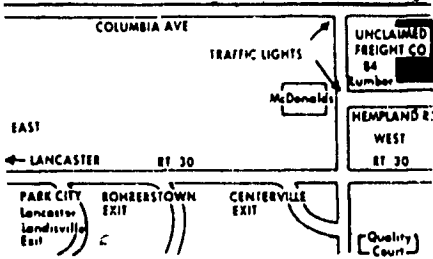 COLUMBIA AVE
UNCLAIMED
FREIGHT CO
84
Lumber
TRAFFIC LIGHTS
McDonalds
HEMPLAND R
EAST
WEST
← LANCASTER RT 30
RT 30
PARK CITY
Lancaster
Landisville
Exit
ROHRERSTOWN
EXIT
CENTERVILLE
EXIT
Quality
Court